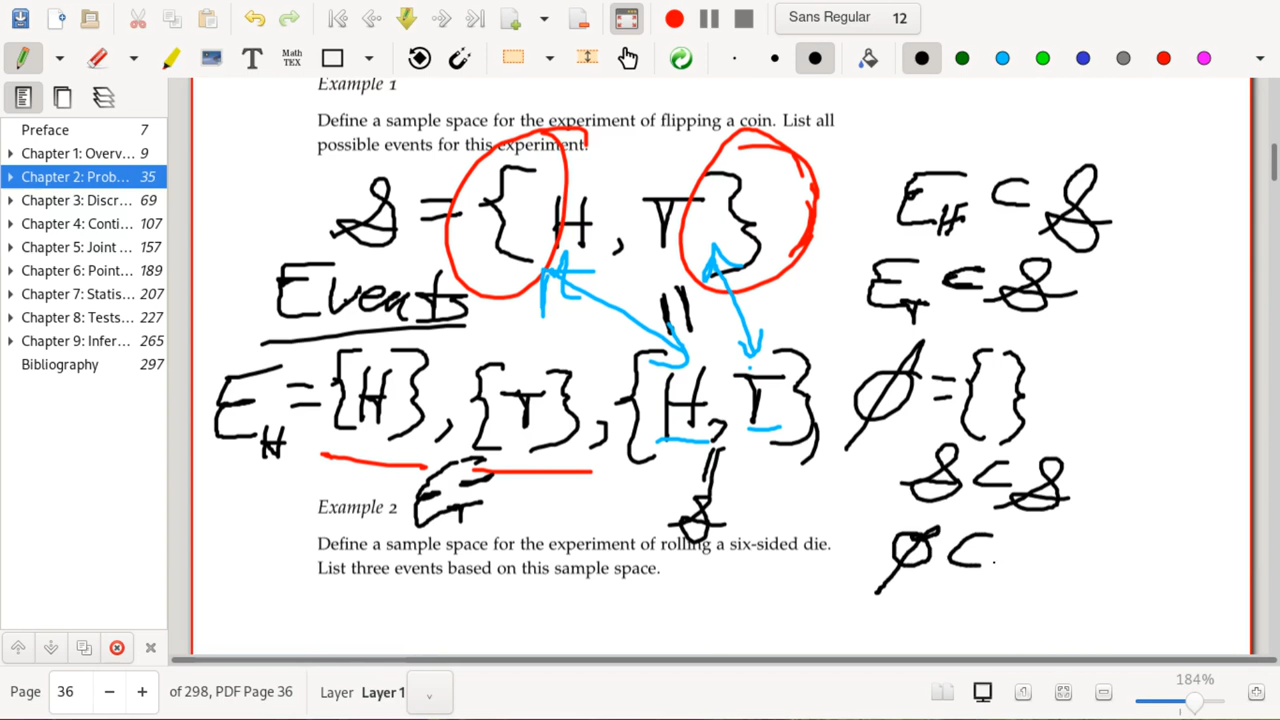 Sans Regular 12
T Math TEX
Preface 7
Chapter 1: Overv... 9
Chapter 2: Prob... 35
Chapter 3: Discr... 69
Chapter 4: Conti... 107
Chapter 5: Joint ... 157
Chapter 6: Point... 189
Chapter 7: Statis... 207
Chapter 8: Tests... 227
Chapter 9: Infer... 265
Bibliography 297
Example 1
Define a sample space for the experiment of flipping a coin. List all
possible events for this experiment.
S = {H, T}
Events
E_H = {H}, {T}, {H, T}
E_T
S
E_H ⊂ S
E_T ⊂ S
∅ = { }
S ⊂ S
∅ ⊂
Example 2
Define a sample space for the experiment of rolling a six-sided die.
List three events based on this sample space.
Page 36 of 298, PDF Page 36 Layer Layer 1 184%